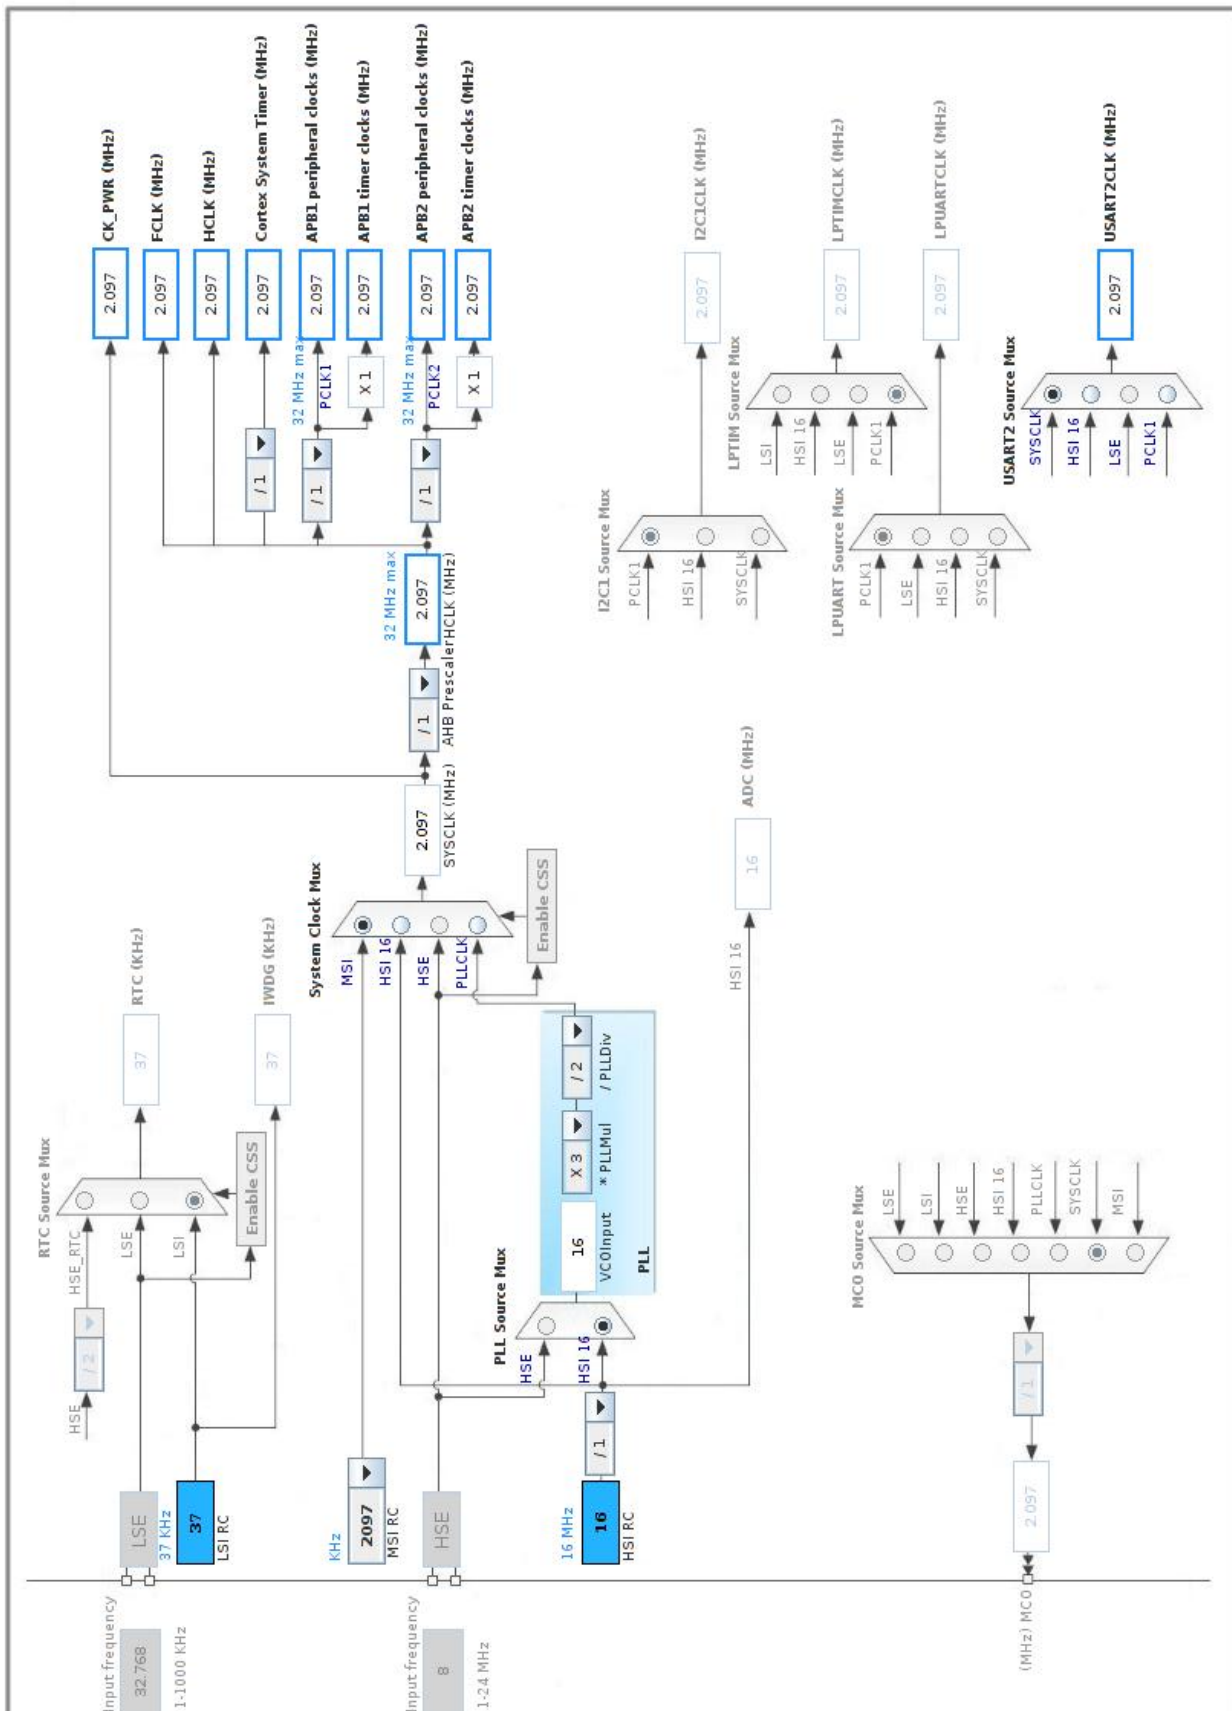 Input frequency
32.768
1-1000 KHz
LSE
37 KHz
37
LSI RC
HSE
/ 2
HSE_RTC
LSE
LSI
RTC Source Mux
Enable CSS
37
RTC (KHz)
37
IWDG (KHz)
KHz
2097
MSI RC
Input frequency
8
1-24 MHz
HSE
16 MHz
16
HSI RC
/ 1
HSE
HSI 16
PLL Source Mux
16
VCOInput
X 3
* PLLMul
/ 2
/ PLLDiv
PLL
MSI
HSI 16
HSE
PLLCLK
System Clock Mux
Enable CSS
2.097
SYSCLK (MHz)
/ 1
AHB Prescaler
32 MHz max
2.097
HCLK (MHz)
2.097
CK_PWR (MHz)
2.097
FCLK (MHz)
2.097
HCLK (MHz)
/ 1
2.097
Cortex System Timer (MHz)
/ 1
32 MHz max
PCLK1
2.097
APB1 peripheral clocks (MHz)
X 1
2.097
APB1 timer clocks (MHz)
/ 1
32 MHz max
PCLK2
2.097
APB2 peripheral clocks (MHz)
X 1
2.097
APB2 timer clocks (MHz)
HSI 16
16
ADC (MHz)
I2C1 Source Mux
PCLK1
HSI 16
SYSCLK
2.097
I2C1CLK (MHz)
LPTIM Source Mux
LSI
HSI 16
LSE
PCLK1
2.097
LPTIMCLK (MHz)
LPUART Source Mux
PCLK1
LSE
HSI 16
SYSCLK
2.097
LPUARTCLK (MHz)
USART2 Source Mux
SYSCLK
HSI 16
LSE
PCLK1
2.097
USART2CLK (MHz)
MCO Source Mux
LSE
LSI
HSE
HSI 16
PLLCLK
SYSCLK
MSI
/ 1
2.097
(MHz) MCO